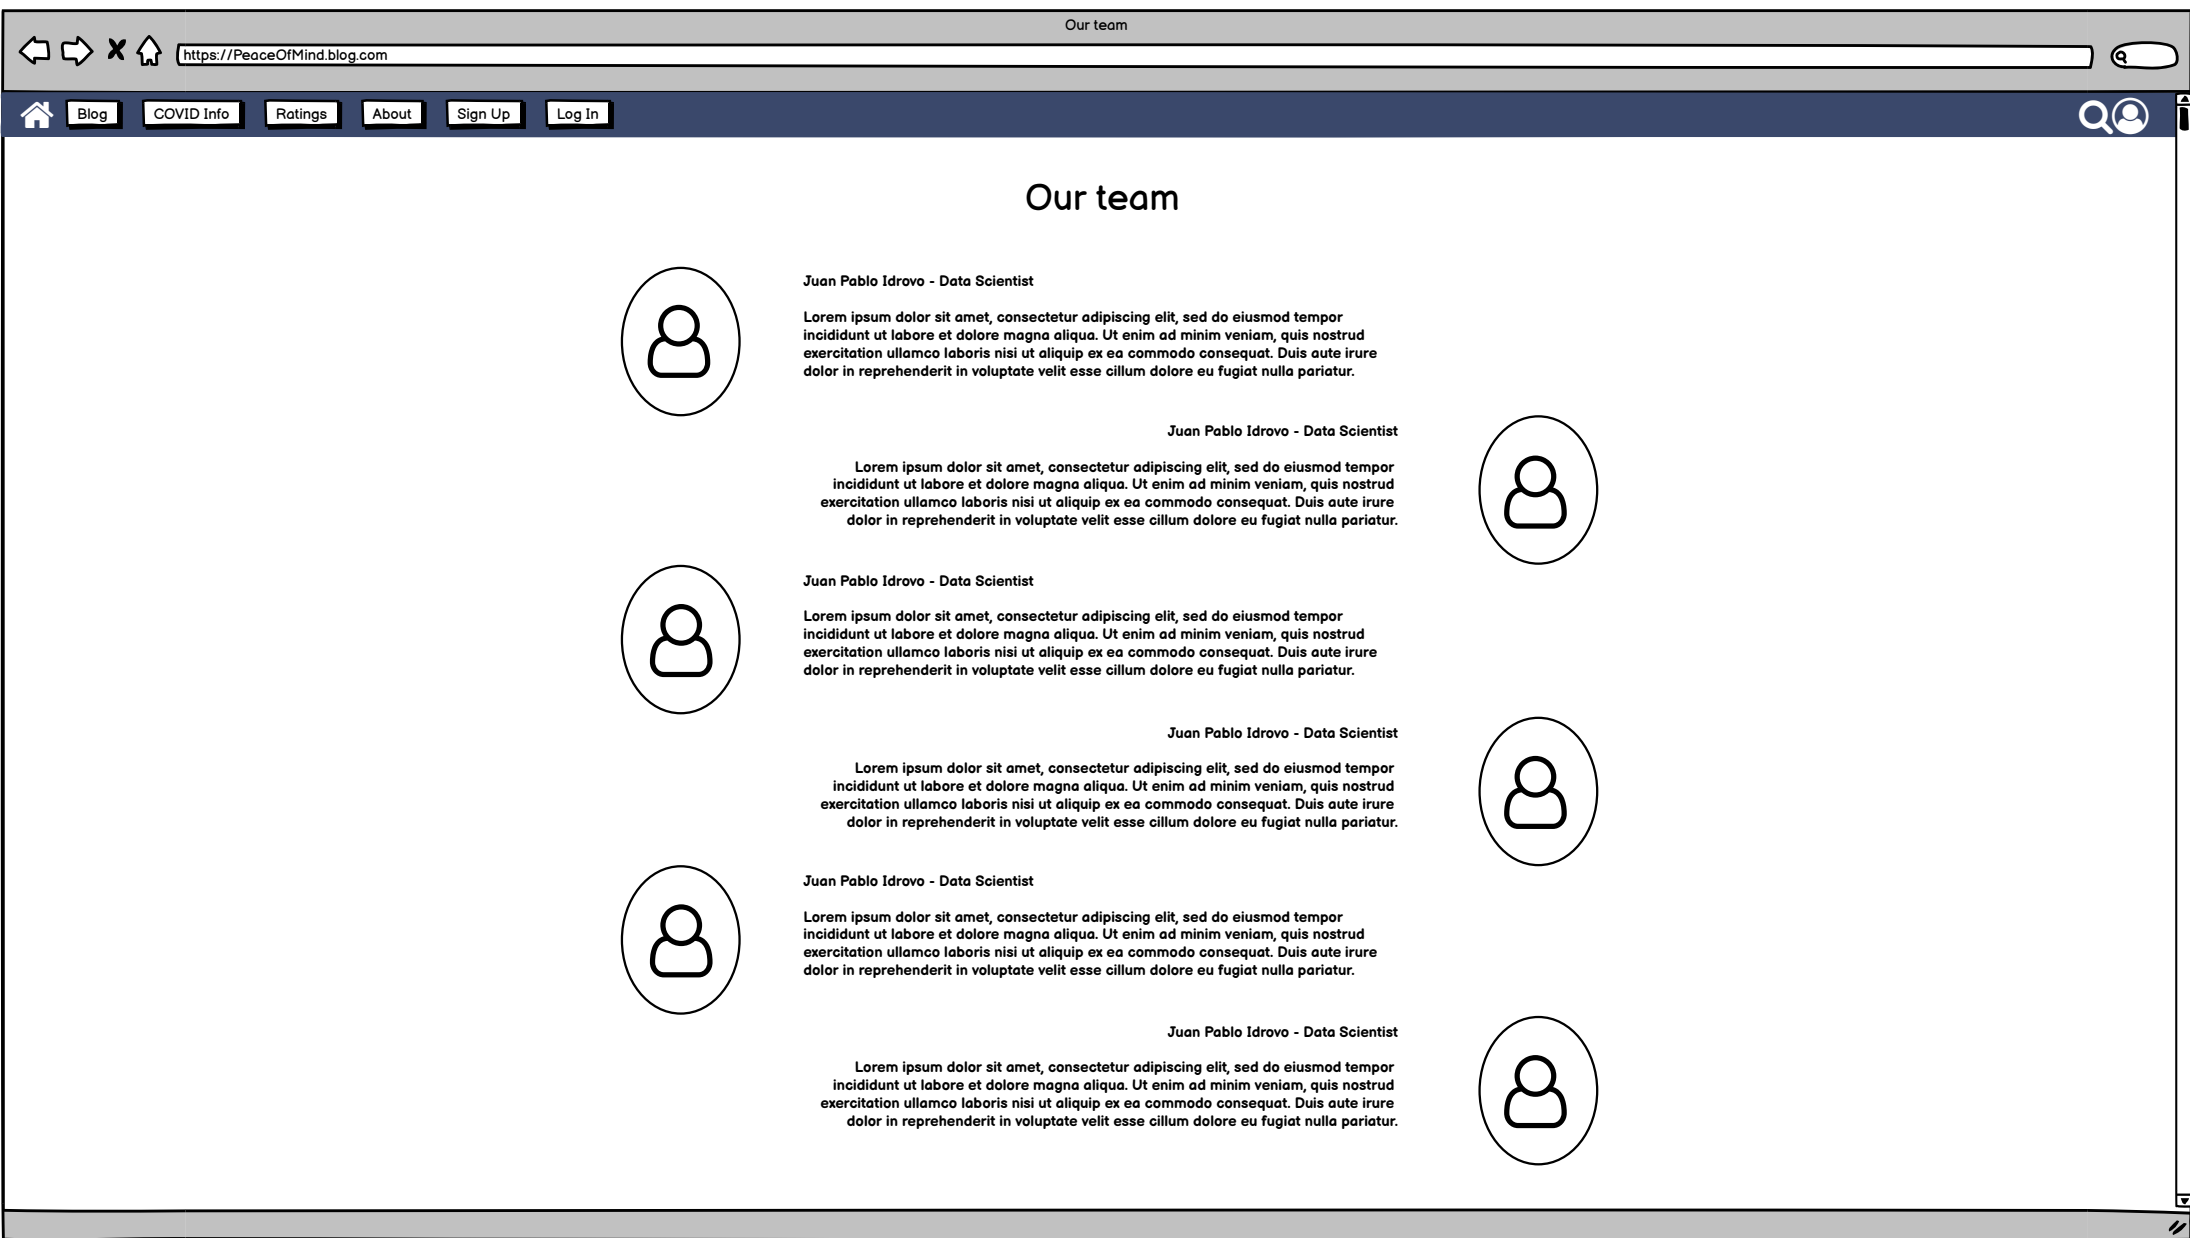 Our team
https://PeaceOfMind.blog.com
Blog COVID Info Ratings About Sign Up Log In
Our team
Juan Pablo Idrovo - Data Scientist
Lorem ipsum dolor sit amet, consectetur adipiscing elit, sed do eiusmod tempor
incididunt ut labore et dolore magna aliqua. Ut enim ad minim veniam, quis nostrud
exercitation ullamco laboris nisi ut aliquip ex ea commodo consequat. Duis aute irure
dolor in reprehenderit in voluptate velit esse cillum dolore eu fugiat nulla pariatur.
Juan Pablo Idrovo - Data Scientist
Lorem ipsum dolor sit amet, consectetur adipiscing elit, sed do eiusmod tempor
incididunt ut labore et dolore magna aliqua. Ut enim ad minim veniam, quis nostrud
exercitation ullamco laboris nisi ut aliquip ex ea commodo consequat. Duis aute irure
dolor in reprehenderit in voluptate velit esse cillum dolore eu fugiat nulla pariatur.
Juan Pablo Idrovo - Data Scientist
Lorem ipsum dolor sit amet, consectetur adipiscing elit, sed do eiusmod tempor
incididunt ut labore et dolore magna aliqua. Ut enim ad minim veniam, quis nostrud
exercitation ullamco laboris nisi ut aliquip ex ea commodo consequat. Duis aute irure
dolor in reprehenderit in voluptate velit esse cillum dolore eu fugiat nulla pariatur.
Juan Pablo Idrovo - Data Scientist
Lorem ipsum dolor sit amet, consectetur adipiscing elit, sed do eiusmod tempor
incididunt ut labore et dolore magna aliqua. Ut enim ad minim veniam, quis nostrud
exercitation ullamco laboris nisi ut aliquip ex ea commodo consequat. Duis aute irure
dolor in reprehenderit in voluptate velit esse cillum dolore eu fugiat nulla pariatur.
Juan Pablo Idrovo - Data Scientist
Lorem ipsum dolor sit amet, consectetur adipiscing elit, sed do eiusmod tempor
incididunt ut labore et dolore magna aliqua. Ut enim ad minim veniam, quis nostrud
exercitation ullamco laboris nisi ut aliquip ex ea commodo consequat. Duis aute irure
dolor in reprehenderit in voluptate velit esse cillum dolore eu fugiat nulla pariatur.
Juan Pablo Idrovo - Data Scientist
Lorem ipsum dolor sit amet, consectetur adipiscing elit, sed do eiusmod tempor
incididunt ut labore et dolore magna aliqua. Ut enim ad minim veniam, quis nostrud
exercitation ullamco laboris nisi ut aliquip ex ea commodo consequat. Duis aute irure
dolor in reprehenderit in voluptate velit esse cillum dolore eu fugiat nulla pariatur.